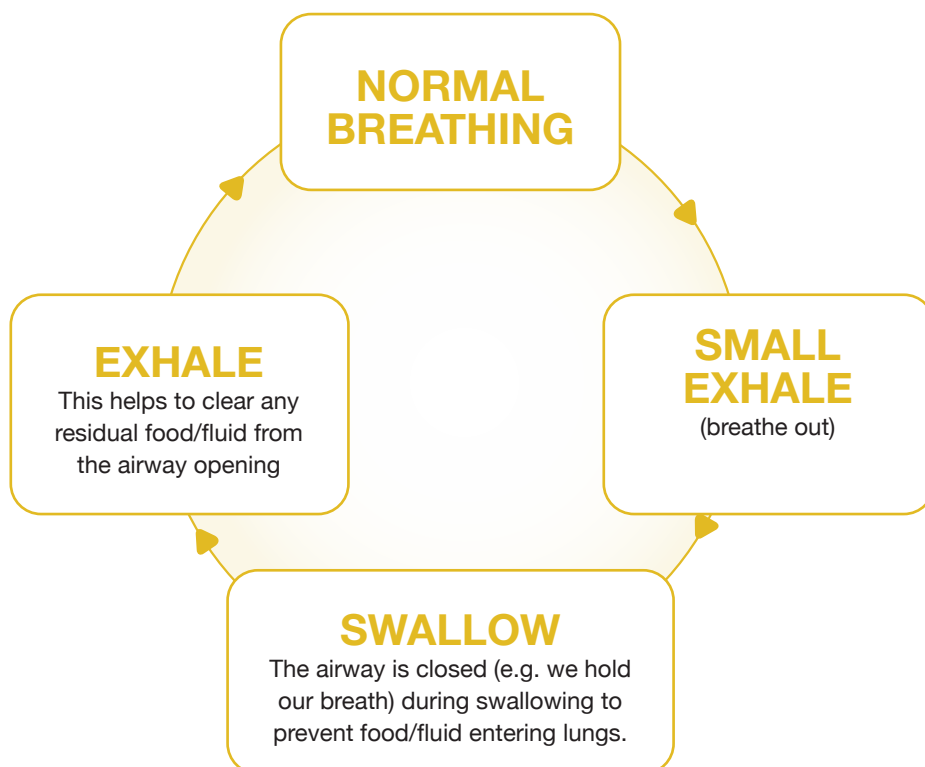 NORMAL
BREATHING
SMALL
EXHALE
(breathe out)
SWALLOW
The airway is closed (e.g. we hold
our breath) during swallowing to
prevent food/fluid entering lungs.
EXHALE
This helps to clear any
residual food/fluid from
the airway opening